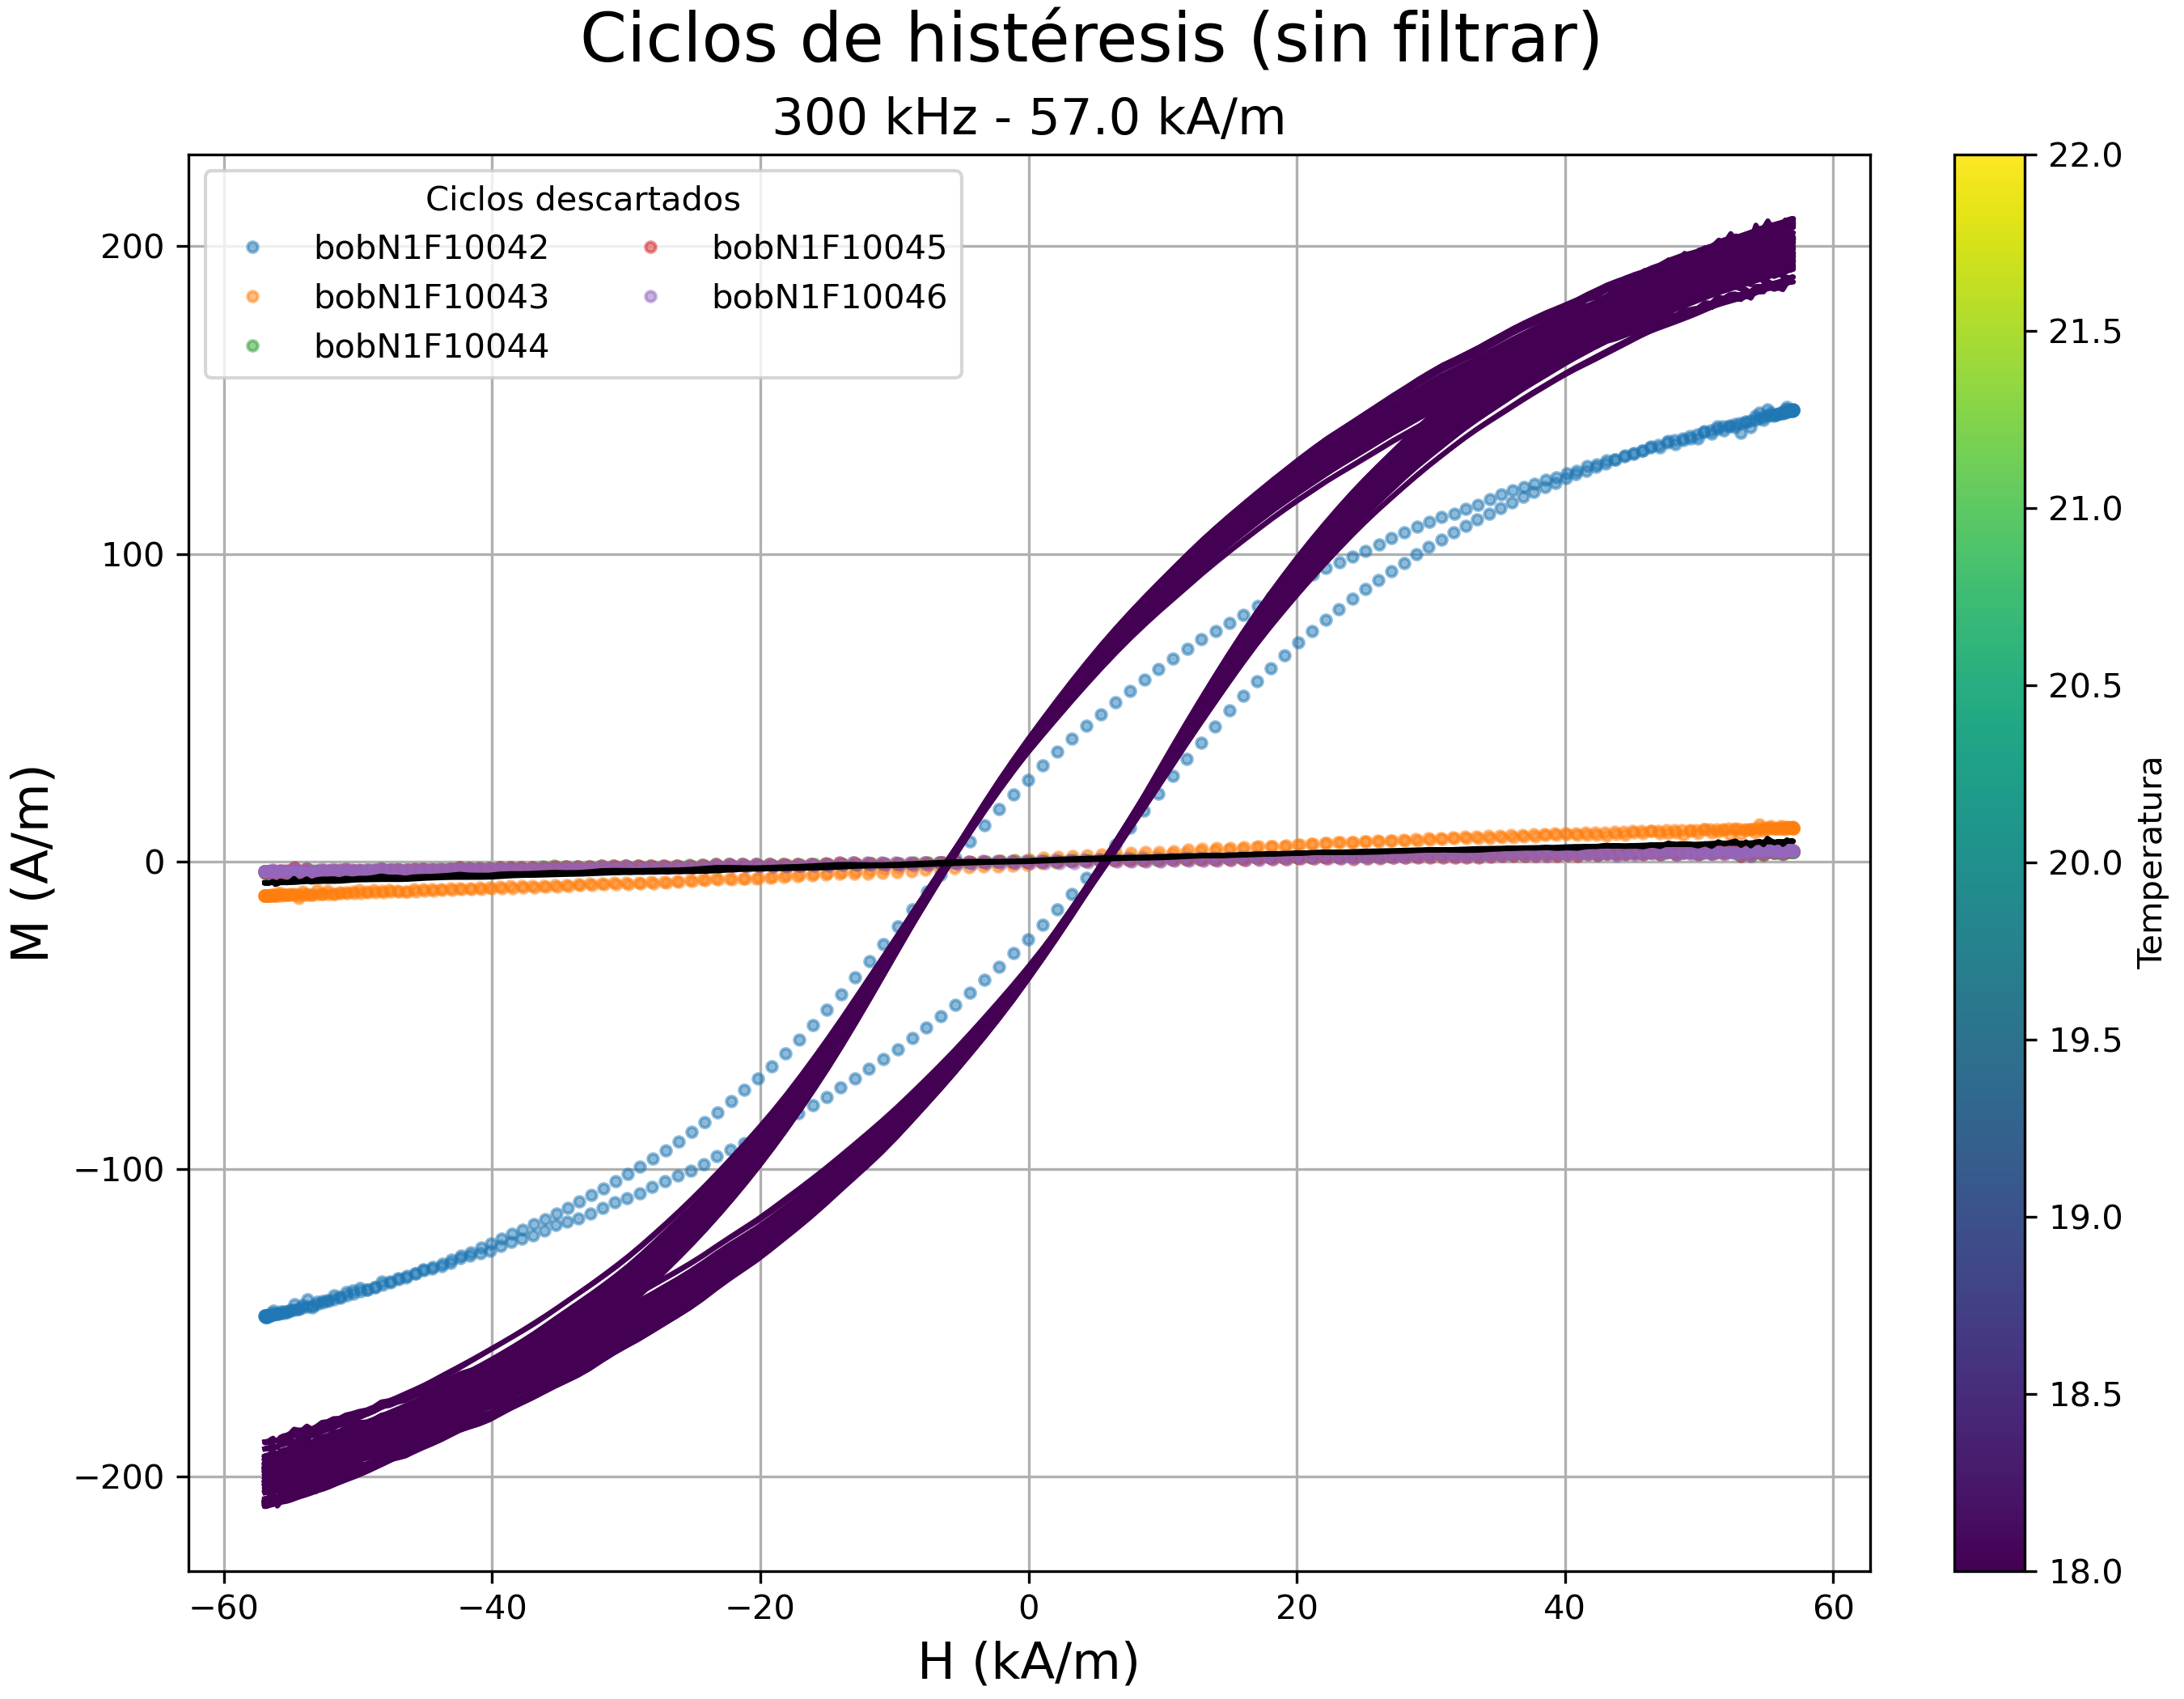 Ciclos de histéresis (sin filtrar)
300 kHz - 57.0 kA/m
Ciclos descartados
bobN1F10042
bobN1F10043
bobN1F10044
bobN1F10045
bobN1F10046
200
100
0
−100
−200
M (A/m)
−60
−40
−20
0
20
40
60
H (kA/m)
22.0
21.5
21.0
20.5
20.0
19.5
19.0
18.5
18.0
Temperatura